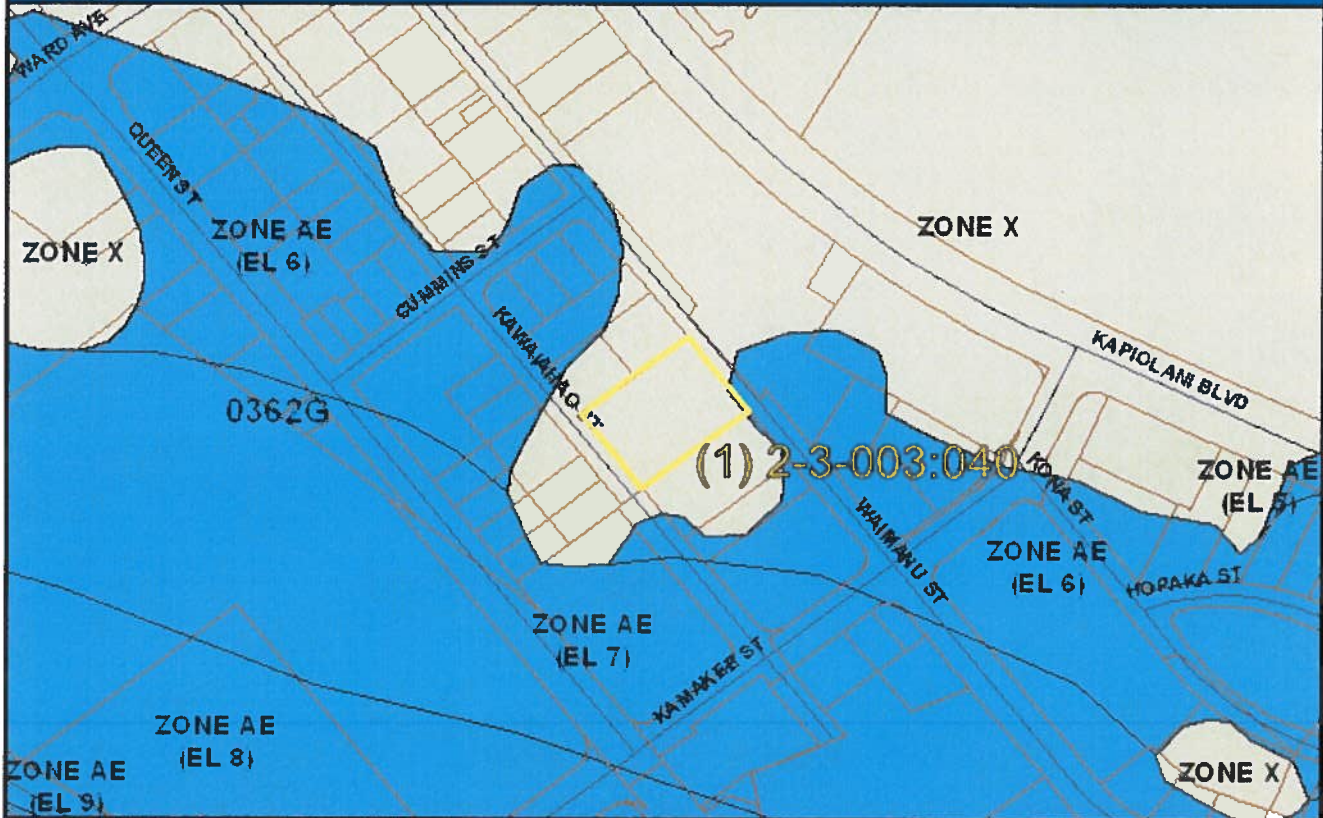 WARD AVE
QUEEN ST
ZONE X
ZONE AE
(EL 6)
CUMMINS ST
ZONE X
KAWAIAHAO ST
KAPIOLANI BLVD
0362G
(1) 2-3-003:040
KONA ST
ZONE AE
(EL 5)
WAIMANU ST
ZONE AE
(EL 6)
HOPAKA ST
ZONE AE
(EL 7)
KAMAKEE ST
ZONE AE
(EL 8)
ZONE AE
(EL 9)
ZONE X